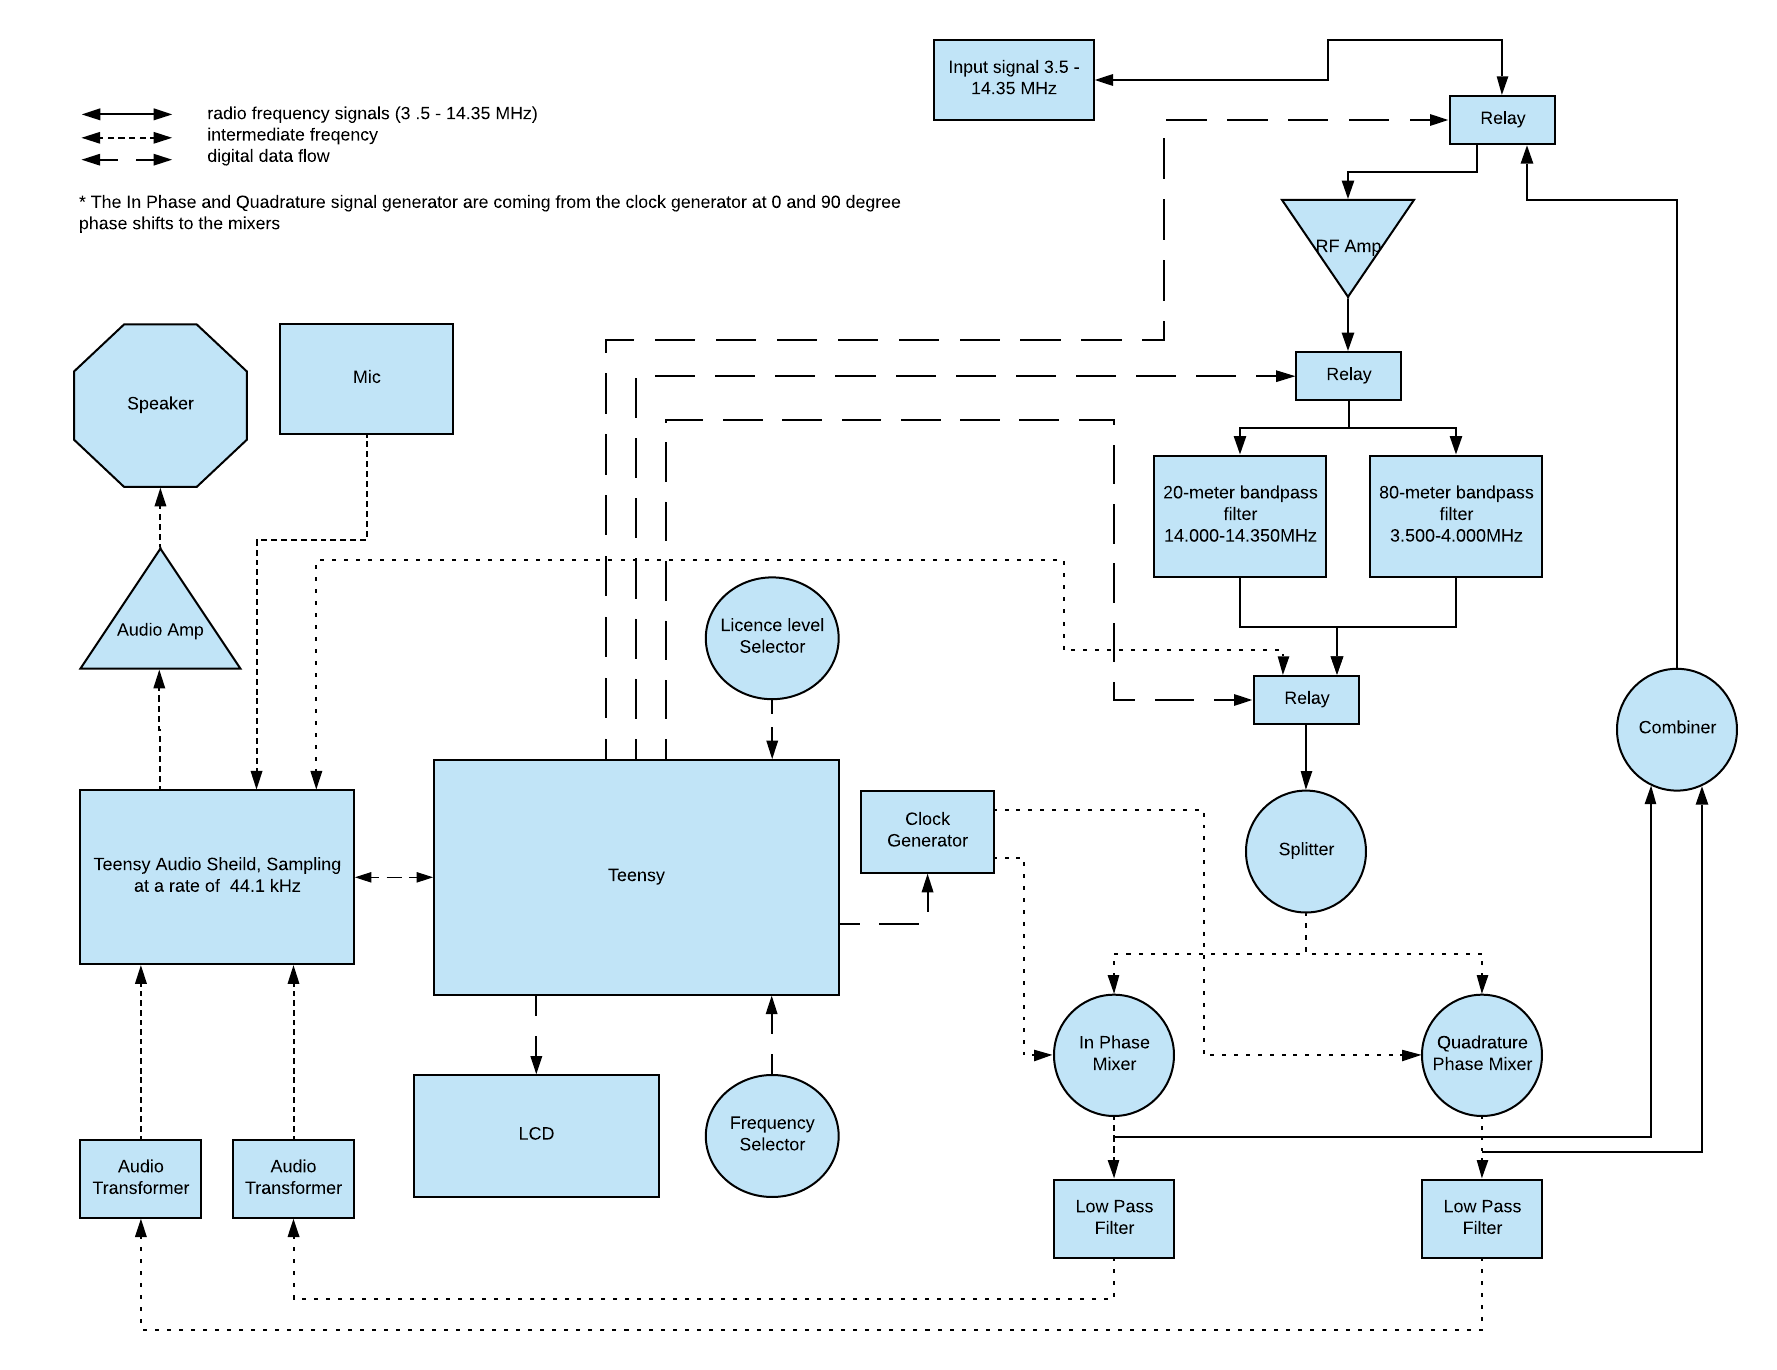 Input signal 3.5 -
14.35 MHz
Relay
radio frequency signals (3 .5 - 14.35 MHz)
intermediate freqency
digital data flow
* The In Phase and Quadrature signal generator are coming from the clock generator at 0 and 90 degree
phase shifts to the mixers
RF Amp
Speaker
Mic
Relay
20-meter bandpass
filter
14.000-14.350MHz
80-meter bandpass
filter
3.500-4.000MHz
Audio Amp
Licence level
Selector
Relay
Combiner
Teensy Audio Sheild, Sampling
at a rate of  44.1 kHz
Teensy
Clock
Generator
Splitter
In Phase
Mixer
Quadrature
Phase Mixer
Audio
Transformer
Audio
Transformer
LCD
Frequency
Selector
Low Pass
Filter
Low Pass
Filter